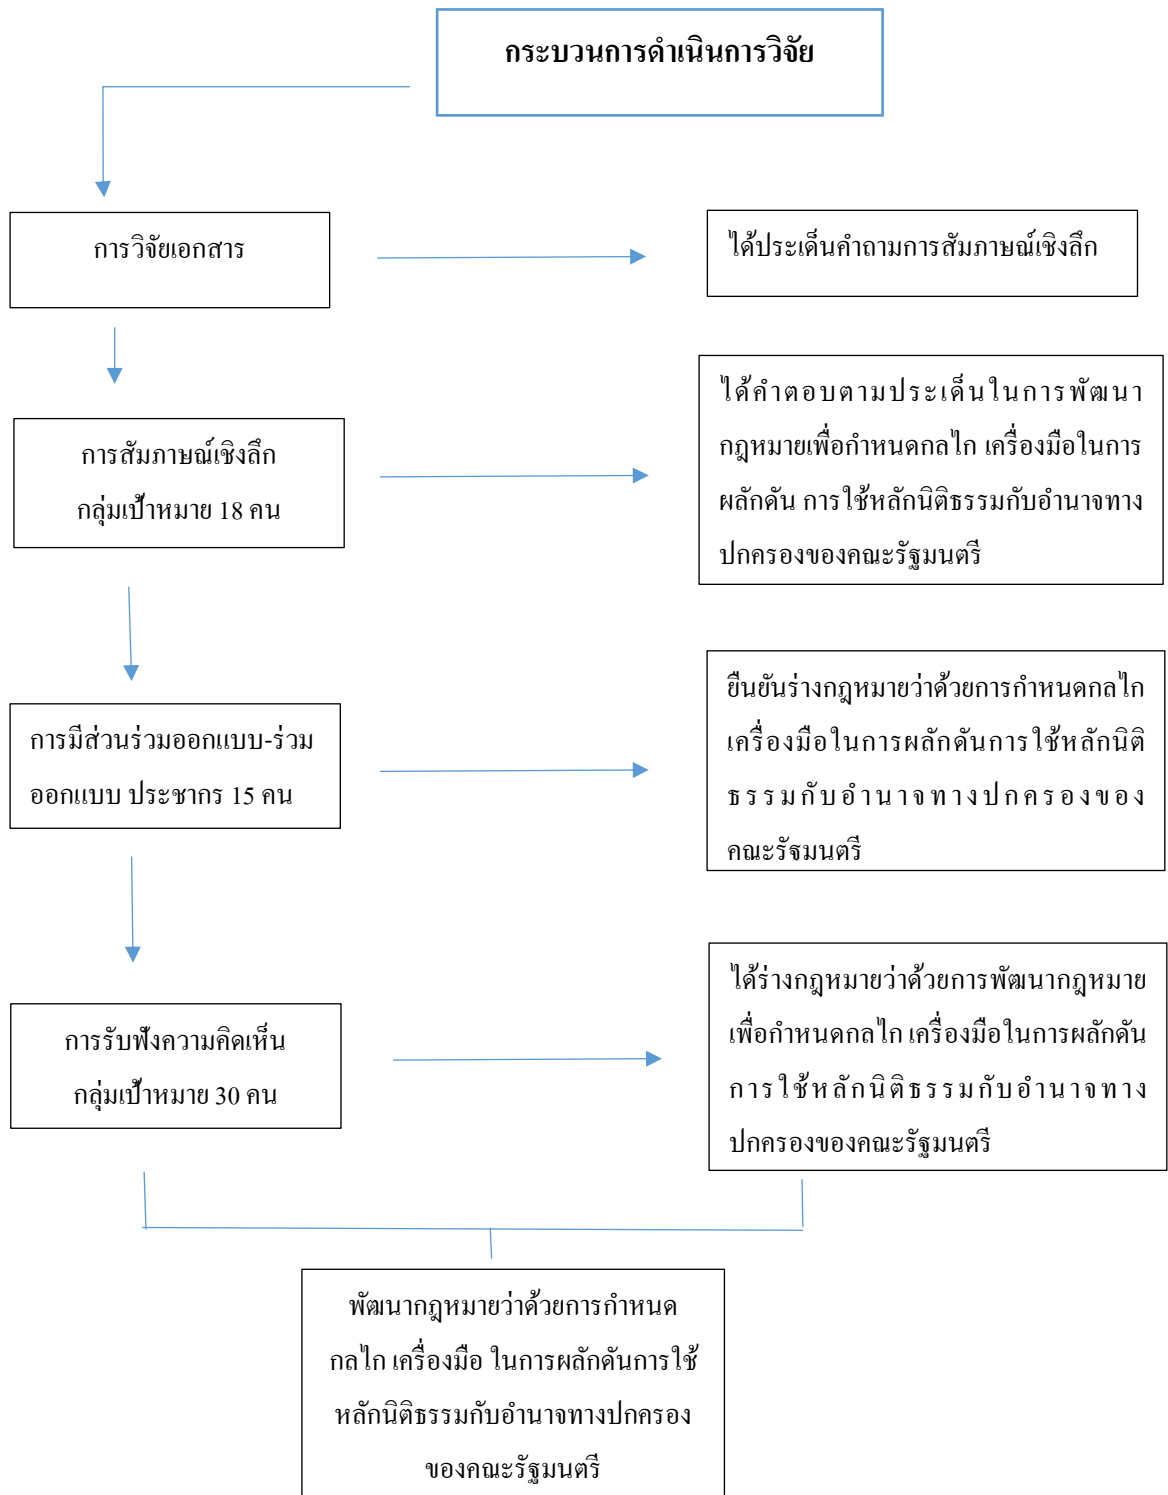 กระบวนการดำเนินการวิจัย
การวิจัยเอกสาร
ได้ประเด็นคำถามการสัมภาษณ์เชิงลึก
การสัมภาษณ์เชิงลึก
กลุ่มเป้าหมาย 18 คน
ได้คำตอบตามประเด็นในการพัฒนา
กฎหมายเพื่อกำหนดกลไก เครื่องมือในการ
ผลักดัน การใช้หลักนิติธรรมกับอำนาจทาง
ปกครองของคณะรัฐมนตรี
การมีส่วนร่วมออกแบบ-ร่วม
ออกแบบ ประชากร 15 คน
ยืนยันร่างกฎหมายว่าด้วยการกำหนดกลไก
เครื่องมือในการผลักดันการใช้หลักนิติ
ธรรมกับอำนาจทางปกครองของ
คณะรัฐมนตรี
การรับฟังความคิดเห็น
กลุ่มเป้าหมาย 30 คน
ได้ร่างกฎหมายว่าด้วยการพัฒนากฎหมาย
เพื่อกำหนดกลไก เครื่องมือในการผลักดัน
การใช้หลักนิติธรรมกับอำนาจทาง
ปกครองของคณะรัฐมนตรี
พัฒนากฎหมายว่าด้วยการกำหนด
กลไก เครื่องมือ ในการผลักดันการใช้
หลักนิติธรรมกับอำนาจทางปกครอง
ของคณะรัฐมนตรี